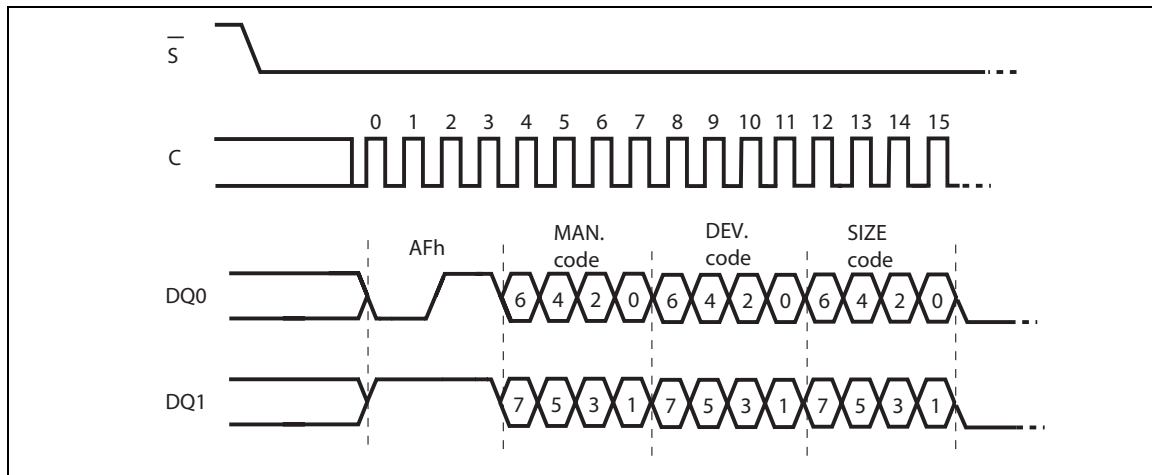 S
0 1 2 3 4 5 6 7 8 9 10 11 12 13 14 15
C
AFh
MAN.
code
DEV.
code
SIZE
code
DQ0
6 4 2 0 6 4 2 0 6 4 2 0
DQ1
7 5 3 1 7 5 3 1 7 5 3 1